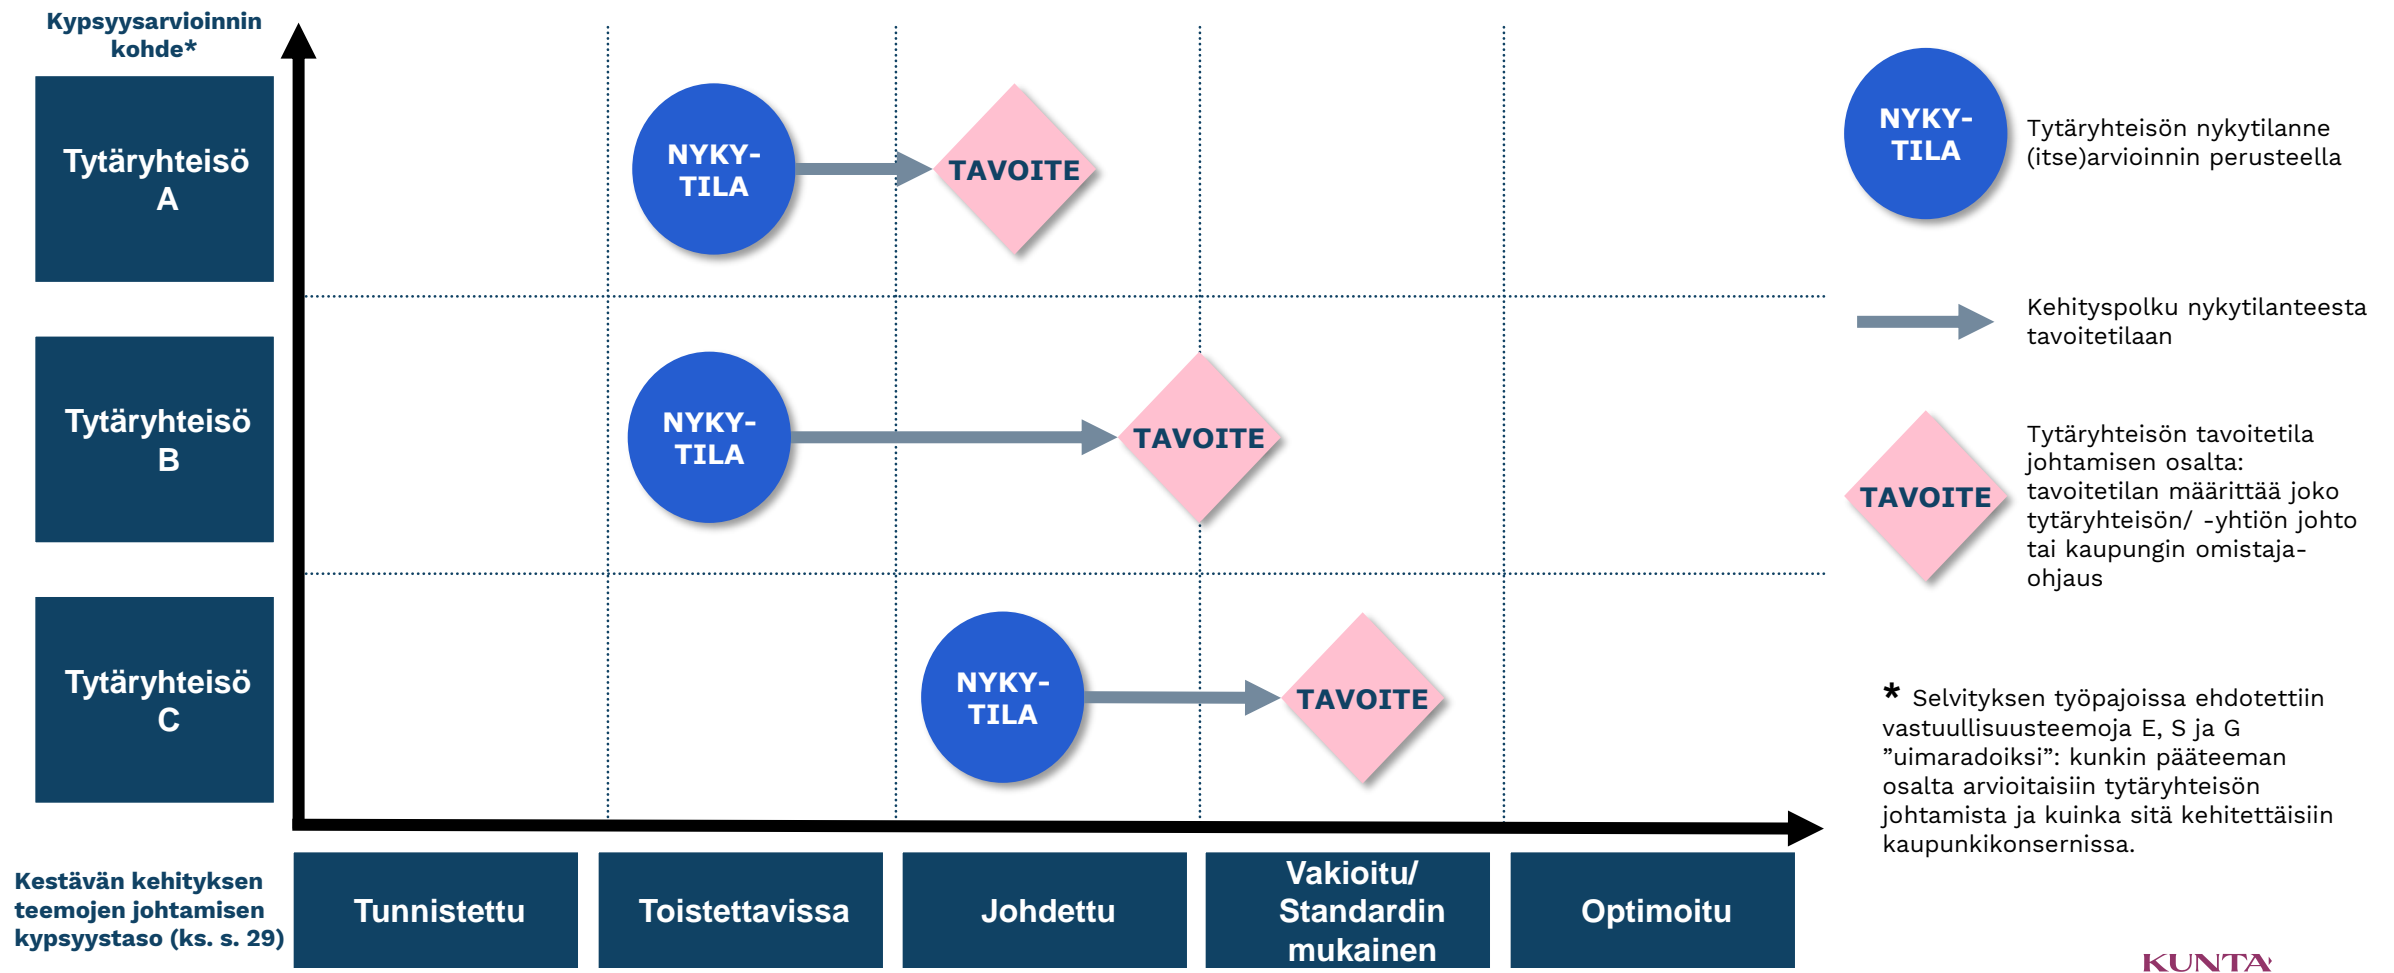 Kypsyysarvioinnin
kohde*
Tytäryhteisö
A
NYKY-
TILA
TAVOITE
Tytäryhteisö
B
NYKY-
TILA
TAVOITE
Tytäryhteisö
C
NYKY-
TILA
TAVOITE
Kestävän kehityksen
teemojen johtamisen
kypsyystaso (ks. s. 29)
Tunnistettu
Toistettavissa
Johdettu
Vakioitu/
Standardin
mukainen
Optimoitu
NYKY-
TILA
Tytäryhteisön nykytilanne
(itse)arvioinnin perusteella
Kehityspolku nykytilanteesta
tavoitetilaan
TAVOITE
Tytäryhteisön tavoitetila
johtamisen osalta:
tavoitetilan määrittää joko
tytäryhteisön/ -yhtiön johto
tai kaupungin omistaja-
ohjaus
* Selvityksen työpajoissa ehdotettiin
vastuullisuusteemoja E, S ja G
”uimaradoiksi”: kunkin pääteeman
osalta arvioitaisiin tytäryhteisön
johtamista ja kuinka sitä kehitettäisiin
kaupunkikonsernissa.
KUNTA